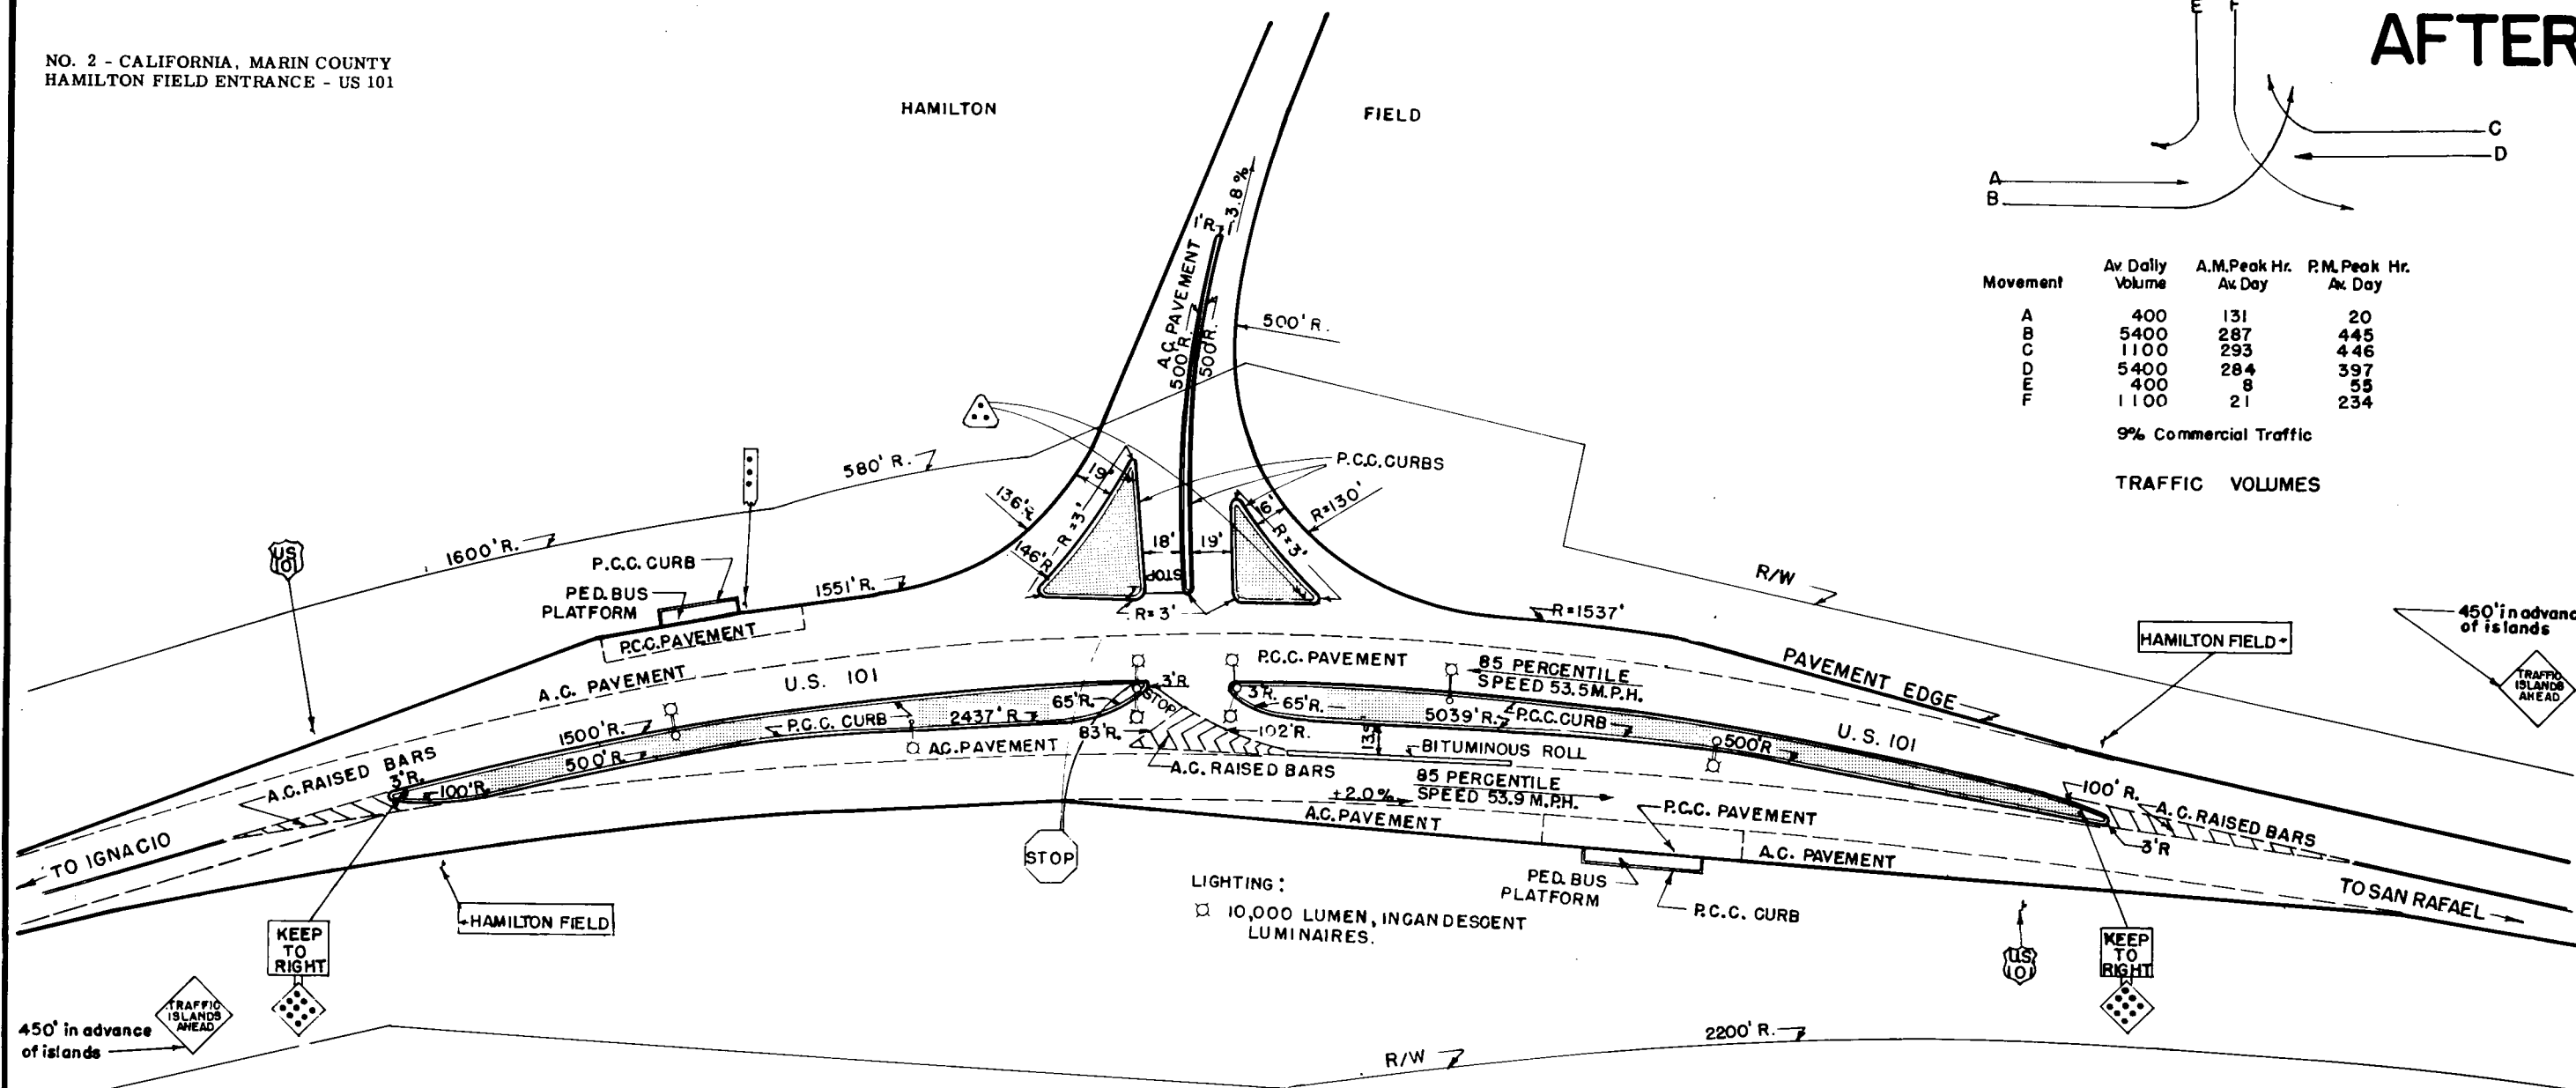 NO. 2 - CALIFORNIA, MARIN COUNTY
HAMILTON FIELD ENTRANCE - US 101
AFTER
E F
C
D
A
B
HAMILTON FIELD
Movement Av. Daily Volume A.M. Peak Hr. Av. Day P.M. Peak Hr. Av. Day
A 400 131 20
B 5400 287 445
C 1100 293 446
D 5400 284 397
E 400 8 55
F 1100 21 234
9% Commercial Traffic
TRAFFIC VOLUMES
3.8%
1'R.
A.C. PAVEMENT
500'R.
500'R.
500'R.
P.C.C. CURBS
580'R.
1600'R.
136'R.
19'
R=3'
146'R
18'
19'
STOP
R=3'
16'
R=3'
R=130'
US 101
P.C.C. CURB
PED. BUS
PLATFORM
P.C.C. PAVEMENT
1551'R.
R=1537'
R/W
450' in advance
of islands
TRAFFIC
ISLANDS
AHEAD
HAMILTON FIELD
PAVEMENT EDGE
A.C. PAVEMENT
U.S. 101
P.C.C. PAVEMENT
85 PERCENTILE
SPEED 53.5 M.P.H.
3'R.
STOP
65'R.
3'R.
65'R.
1500'R.
P.C.C. CURB
2437'R
5039'R.
P.C.C. CURB
U.S. 101
500'R.
83'R.
102'R.
13.5
500'R
A.C. PAVEMENT
BITUMINOUS ROLL
A.C. RAISED BARS
3'R.
100'R.
A.C. RAISED BARS
85 PERCENTILE
SPEED 53.9 M.P.H.
+2.0%
A.C. PAVEMENT
P.C.C. PAVEMENT
A.C. PAVEMENT
100'R.
A.C. RAISED BARS
3'R
TO IGNACIO
TO SAN RAFAEL
STOP
PED. BUS
PLATFORM
P.C.C. CURB
LIGHTING:
10,000 LUMEN, INCANDESCENT
LUMINAIRES.
HAMILTON FIELD
KEEP
TO
RIGHT
US
101
KEEP
TO
RIGHT
TRAFFIC
ISLANDS
AHEAD
450' in advance
of islands
2200'R.
R/W